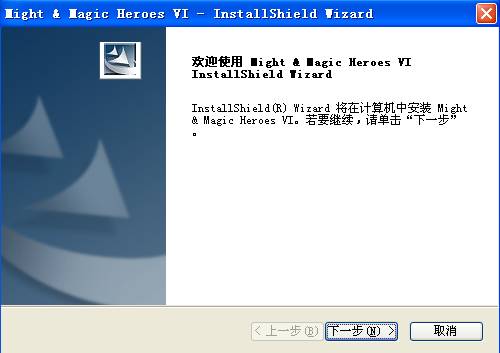 Might & Magic Heroes VI - InstallShield Wizard
欢迎使用 Might & Magic Heroes VI
InstallShield Wizard
InstallShield(R) Wizard 将在计算机中安装 Might
& Magic Heroes VI。若要继续，请单击“下一步”
。
< 上一步(B) 下一步(N) > 取消